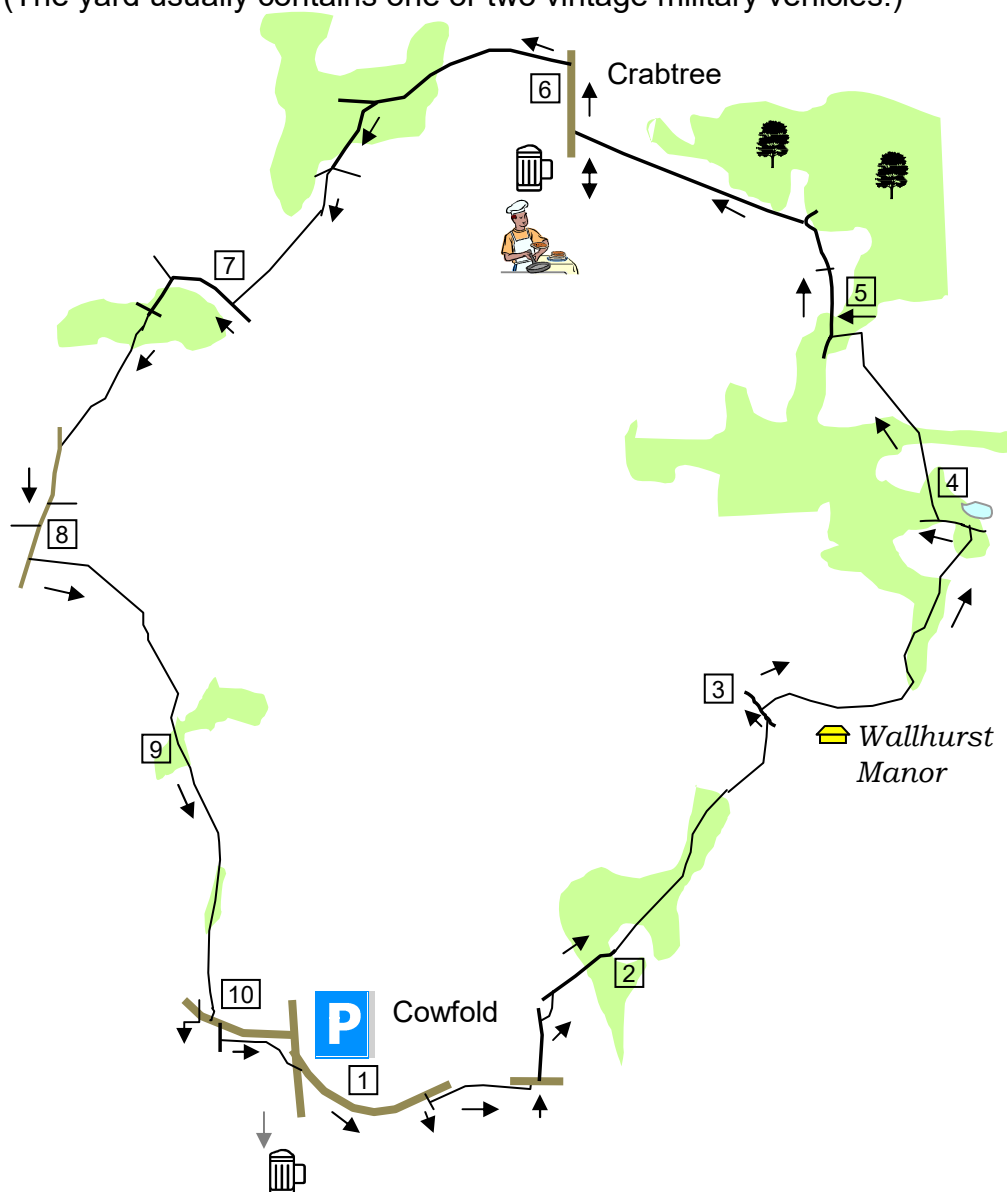 (The yard usually contains one or two vintage military vehicles.)
6
Crabtree
7
5
4
8
3
Wallhurst
Manor
9
2
10
P
Cowfold
1